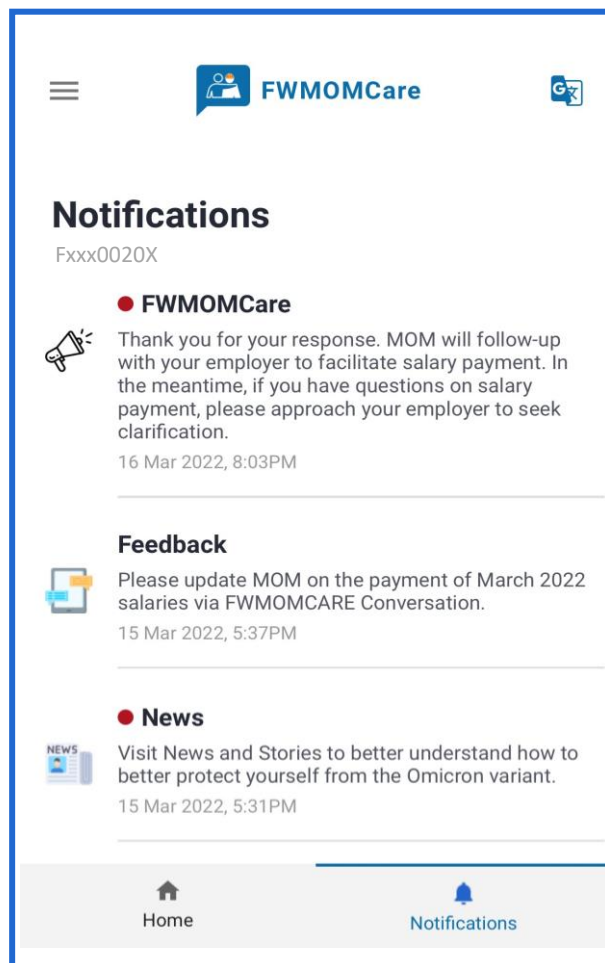 FWMOMCare
G文
Notifications
Fxxx0020X
FWMOMCare
Thank you for your response. MOM will follow-up
with your employer to facilitate salary payment. In
the meantime, if you have questions on salary
payment, please approach your employer to seek
clarification.
16 Mar 2022, 8:03PM
Feedback
Please update MOM on the payment of March 2022
salaries via FWMOMCARE Conversation.
15 Mar 2022, 5:37PM
NEWS
News
Visit News and Stories to better understand how to
better protect yourself from the Omicron variant.
15 Mar 2022, 5:31PM
Home
Notifications